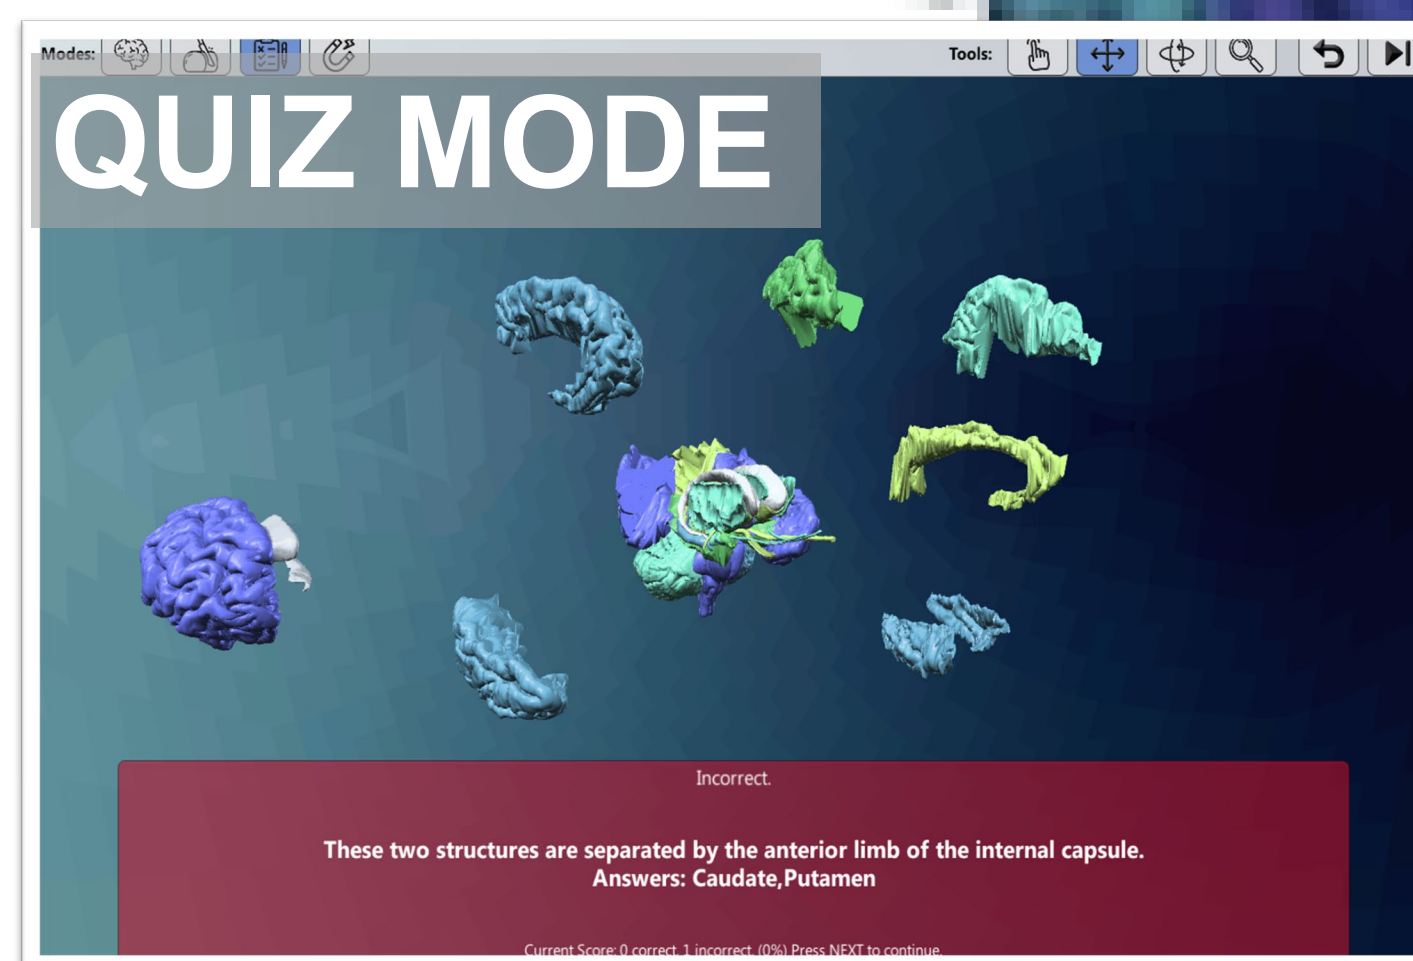 Modes:
Tools:
QUIZ MODE
Incorrect.
These two structures are separated by the anterior limb of the internal capsule.
Answers: Caudate,Putamen
Current Score: 0 correct, 1 incorrect. (0%) Press NEXT to continue.